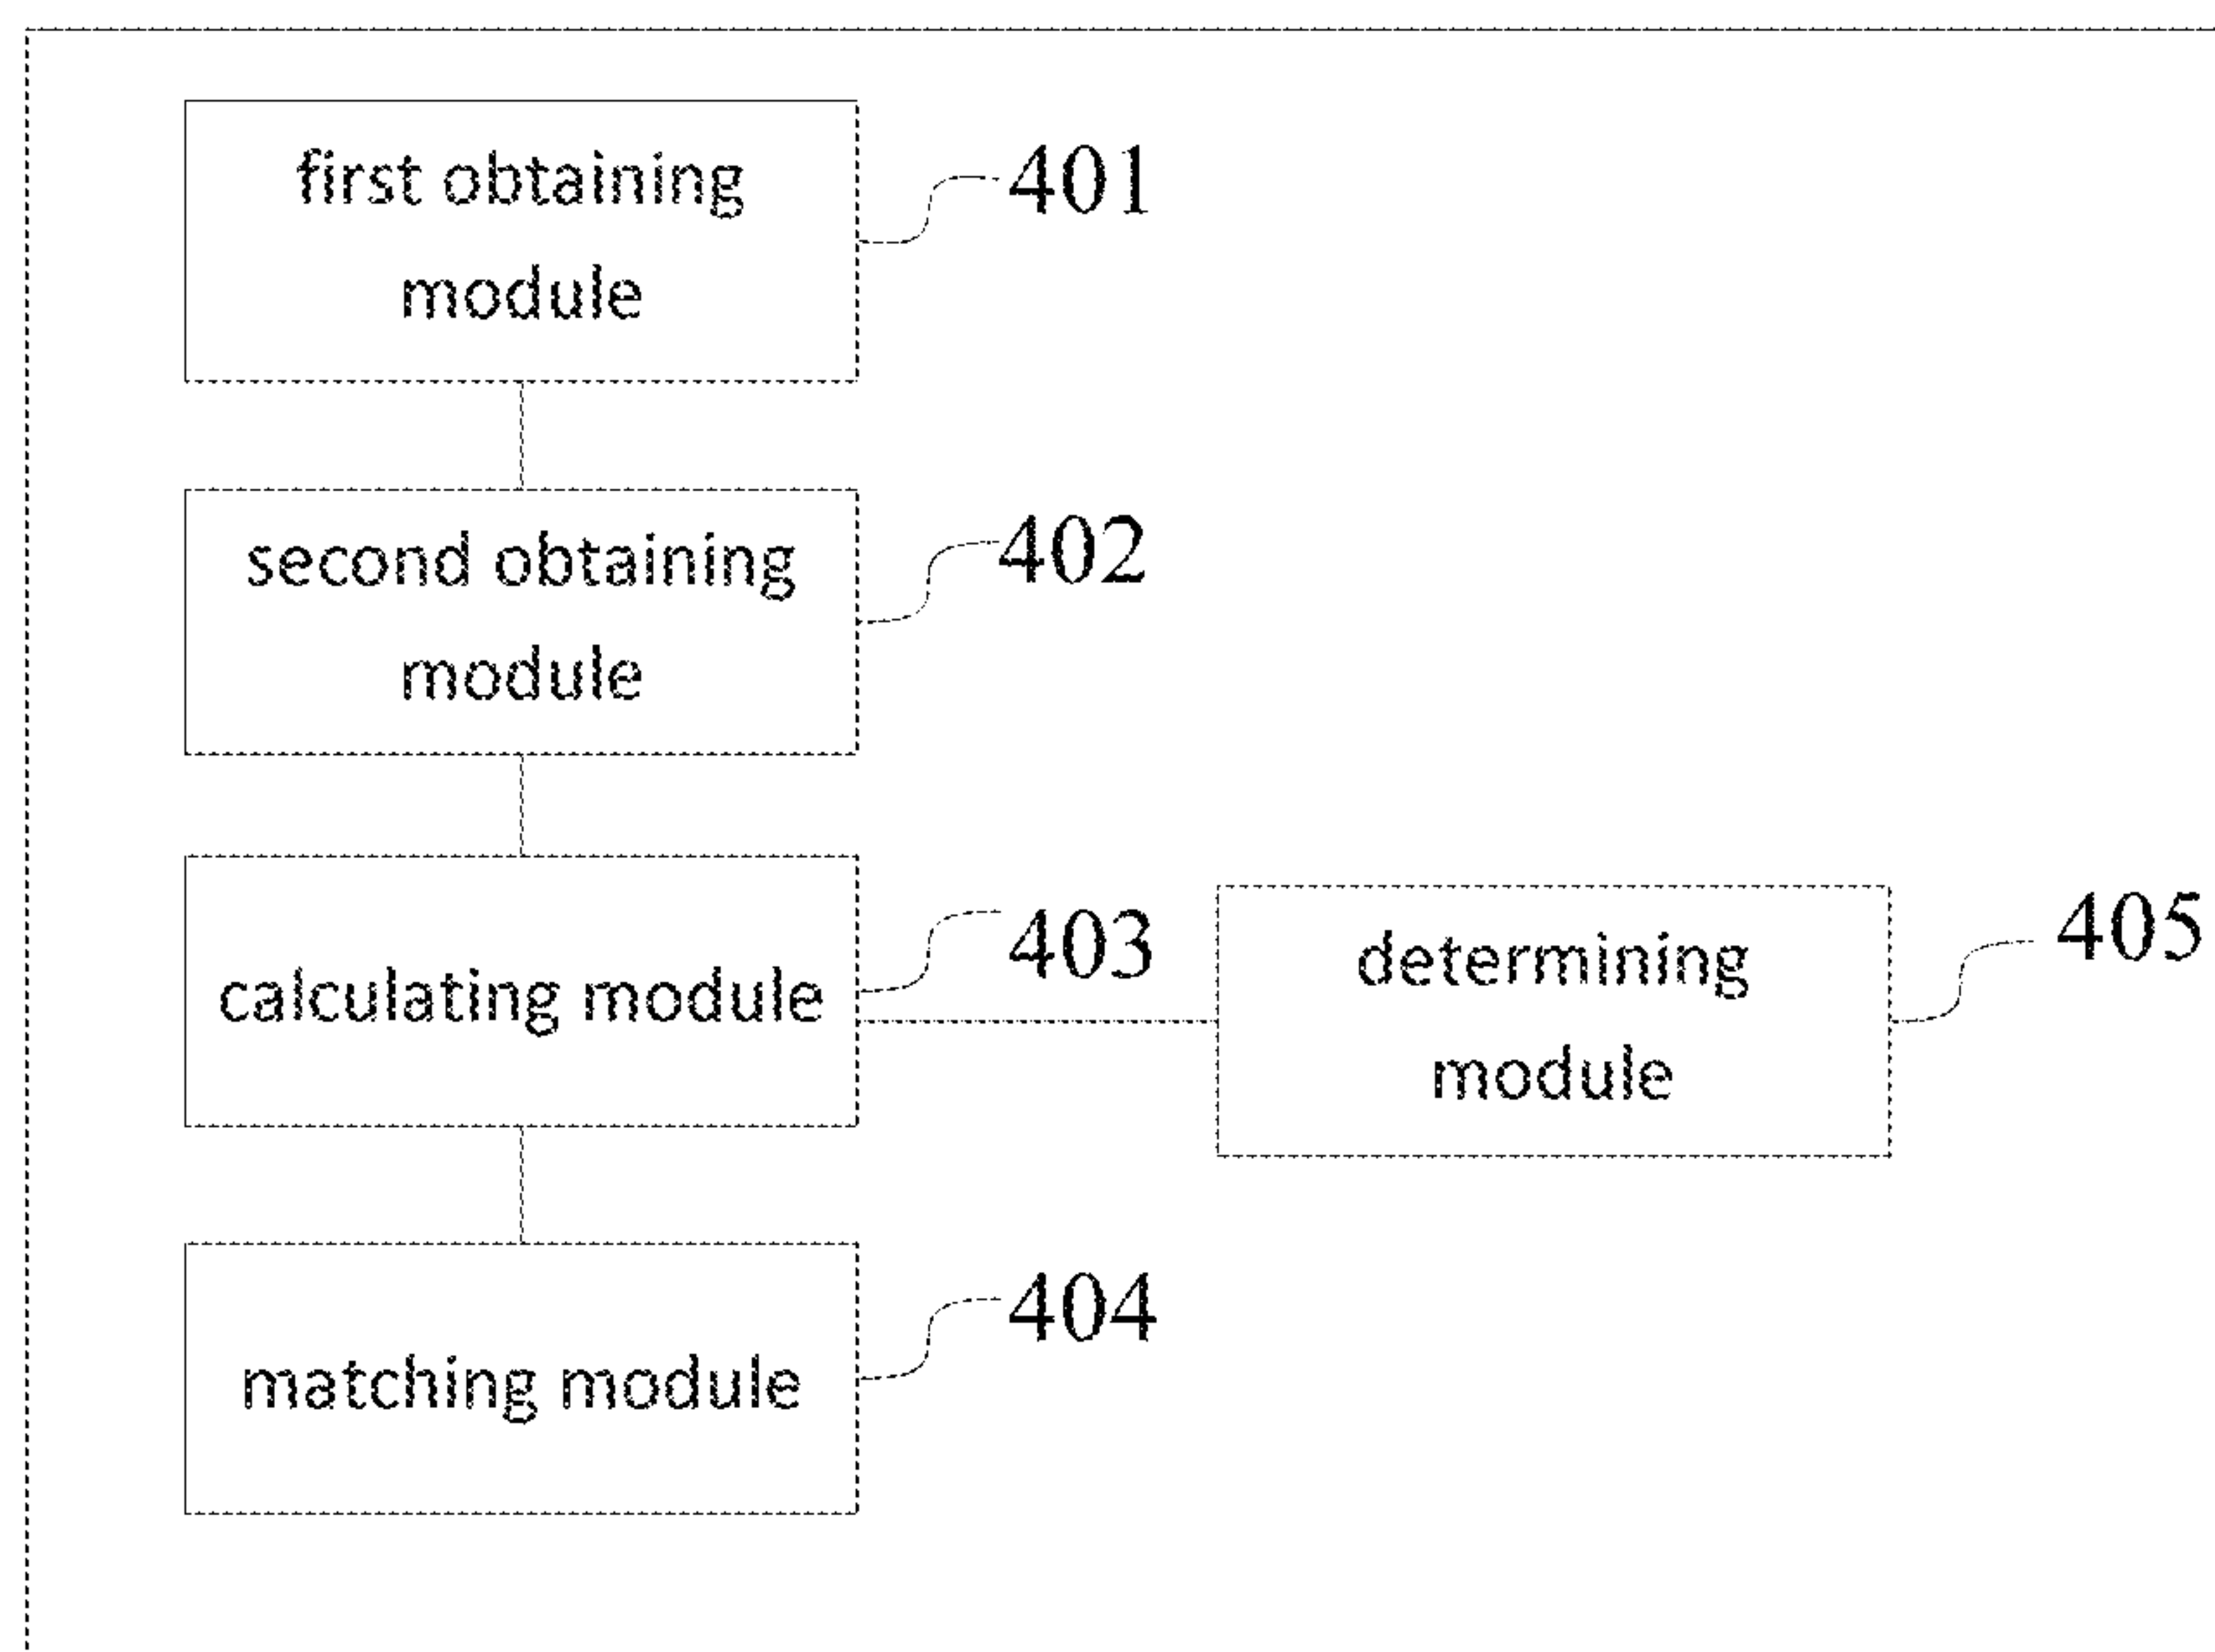 first obtaining
module
401
second obtaining
module
402
calculating module
403
determining
module
405
matching module
404